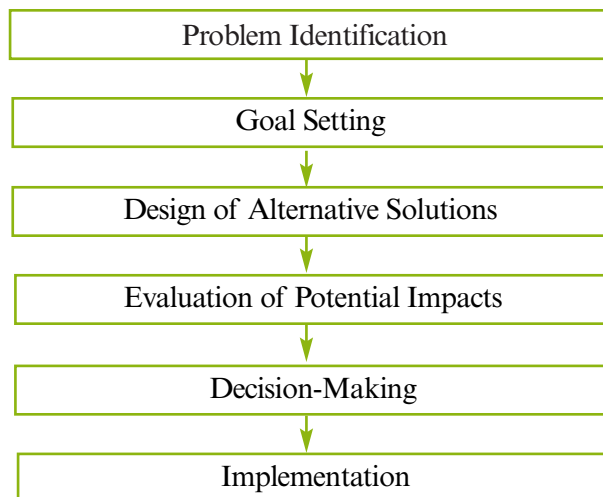 Problem Identification
Goal Setting
Design of Alternative Solutions
Evaluation of Potential Impacts
Decision-Making
Implementation